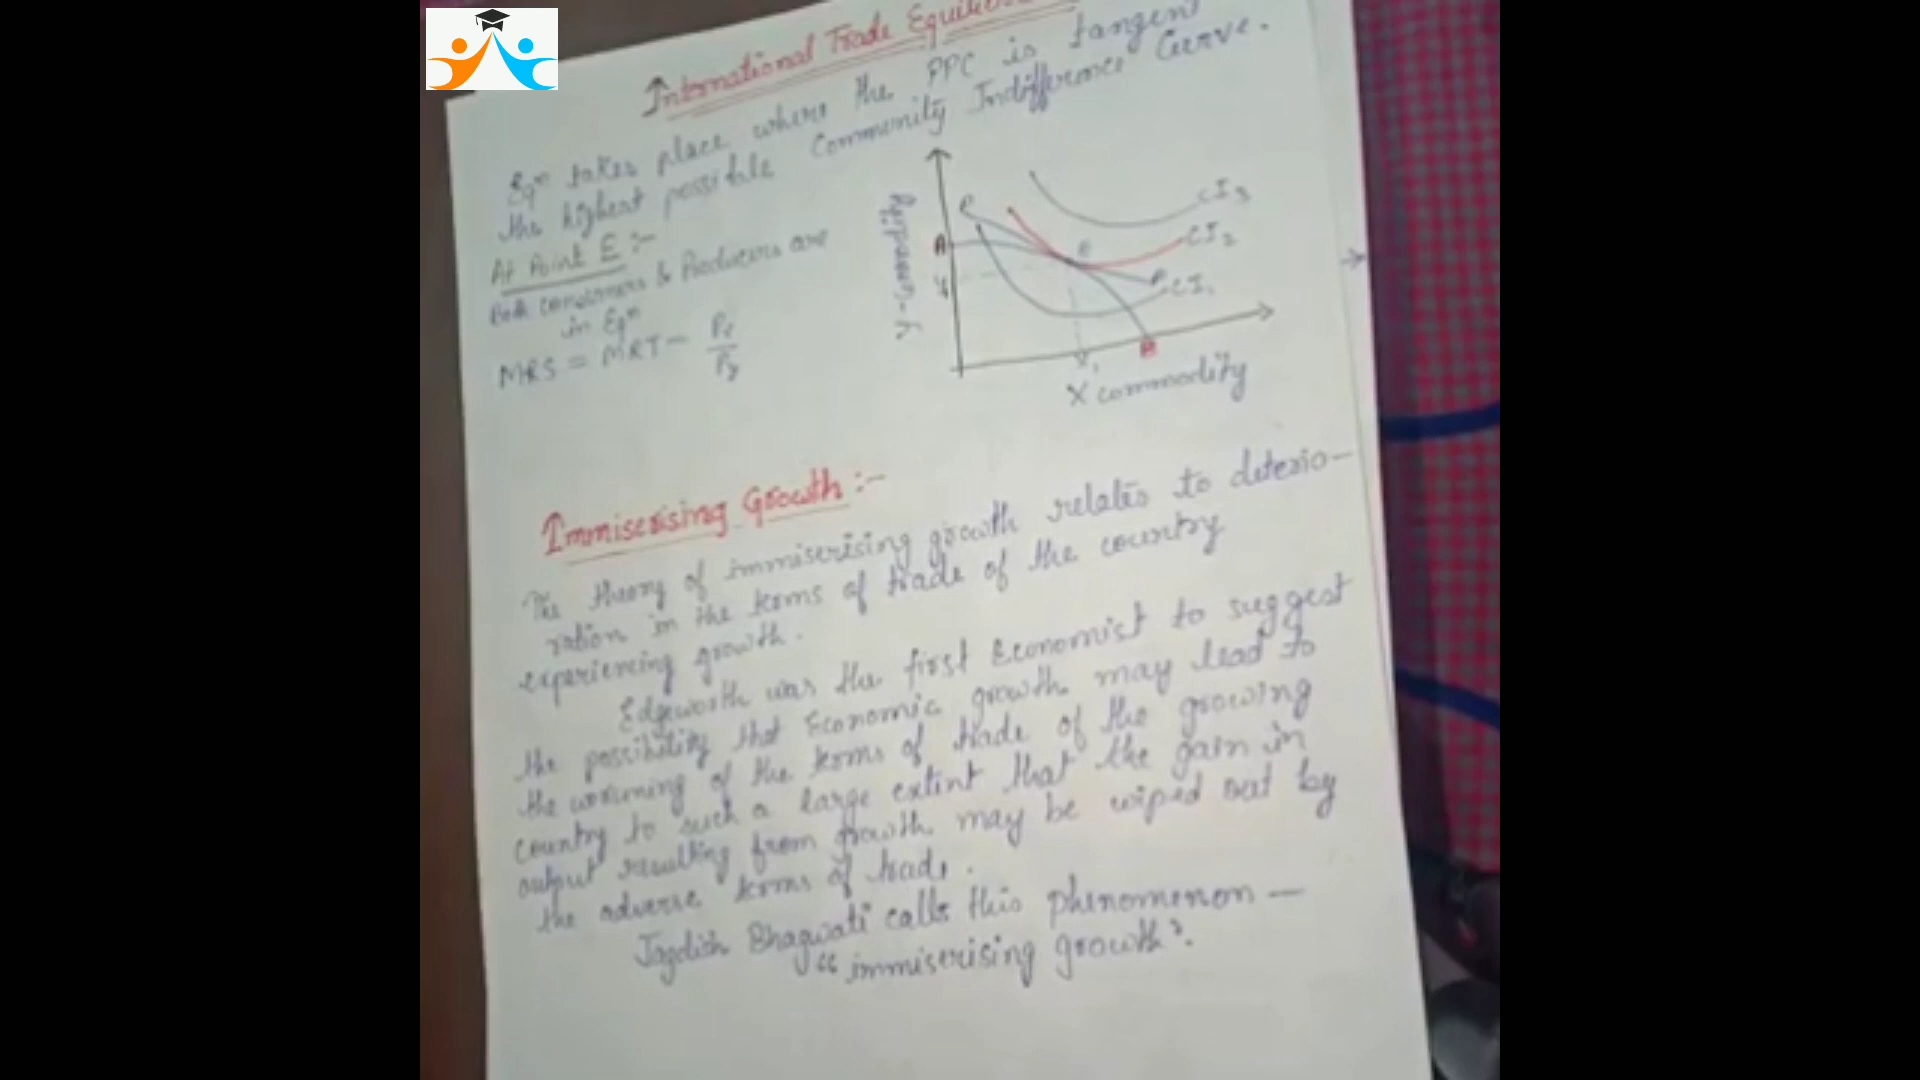 International Trade
Eqn takes place where the PPC is tangent
the highest possible Community Indifference Curve.
At Point E :-
Both consumers & Producers are
in Eqn
MRS = MRT =
Px
Py
Y-commodity
P
A
Y1
E
CI3
CI2
P
CI1
X1
B
X commodity
Immiserising Growth :-
The theory of immiserising growth relates to deterio-
ration in the terms of trade of the country
experiencing growth.
Edgeworth was the first Economist to suggest
the possibility that Economic growth may lead to
the worsning of the terms of trade of the growing
country to such a large extent that the gain in
output resulting from growth may be wiped out by
the adverse terms of trade.
Jagdish Bhagwati calls this phenomenon —
"immiserising growth".